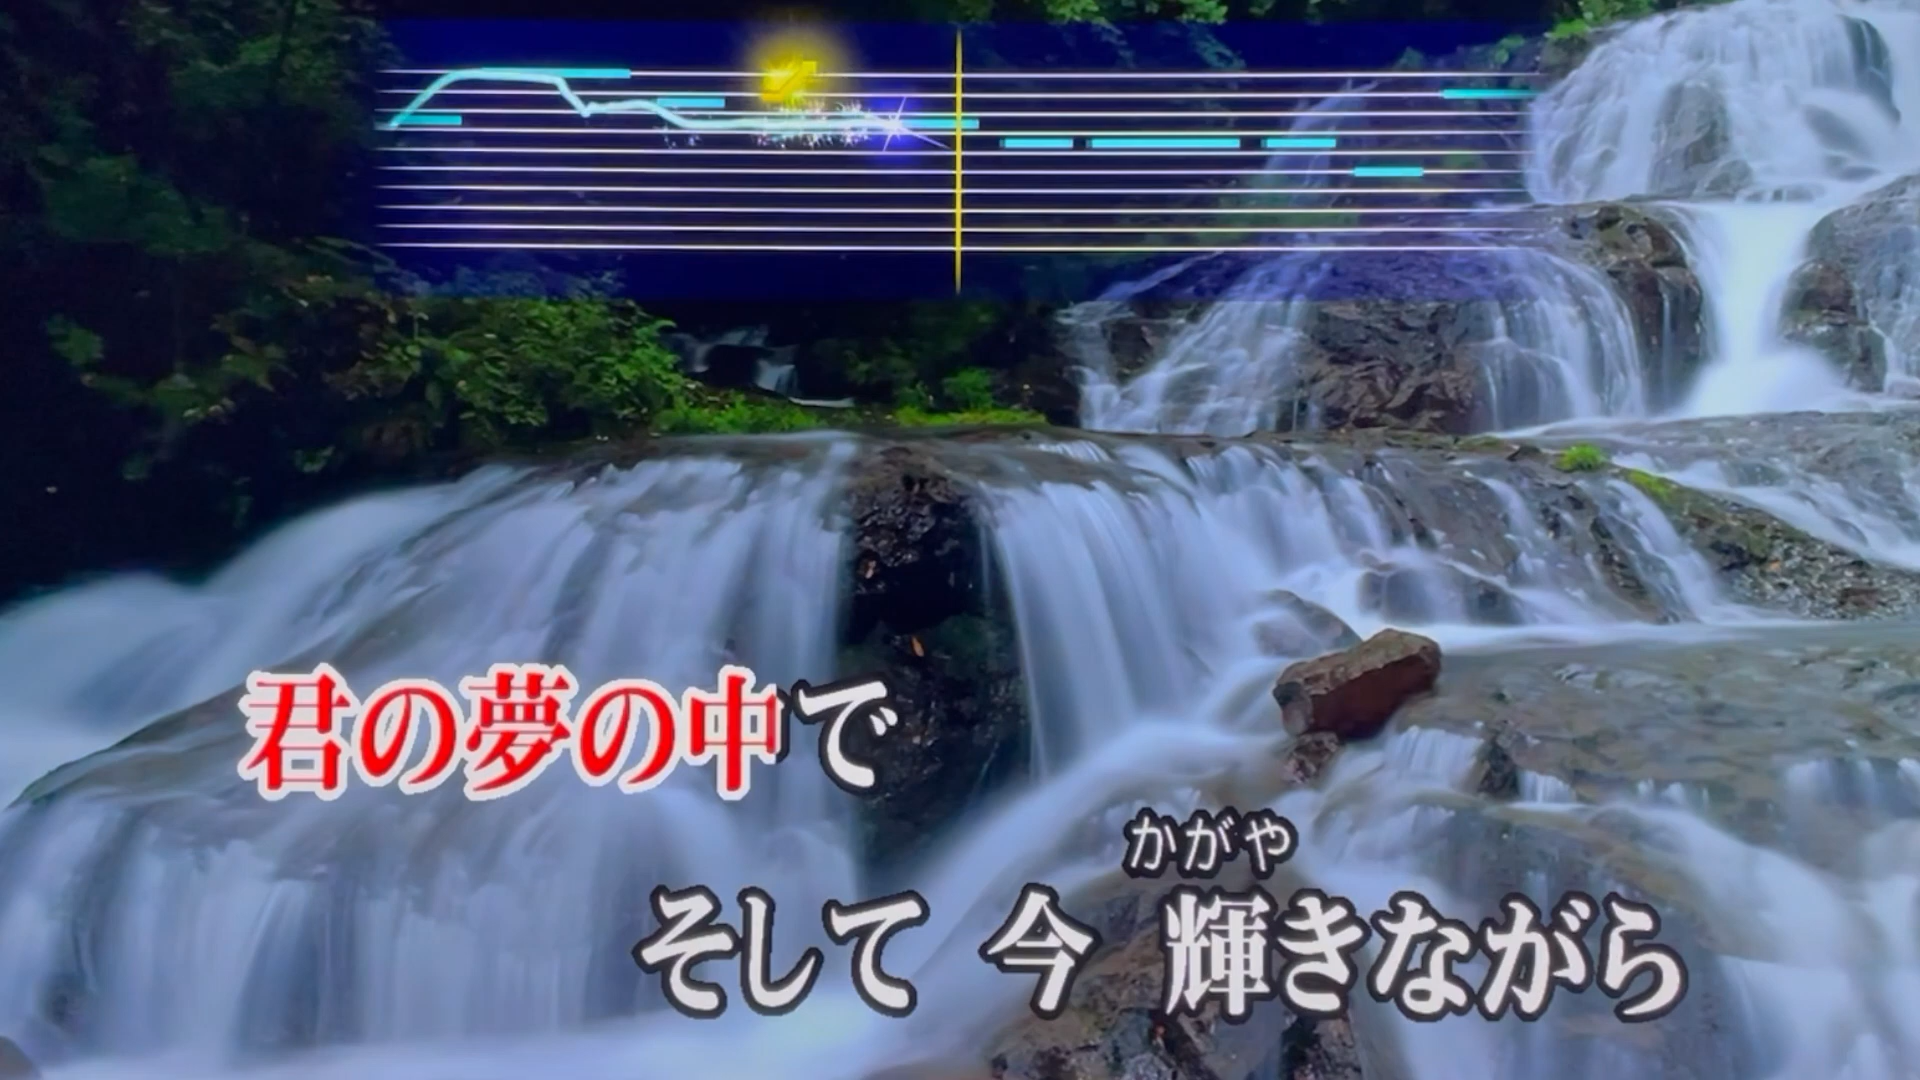 君の夢の中で
かがや
そして 今 輝きながら